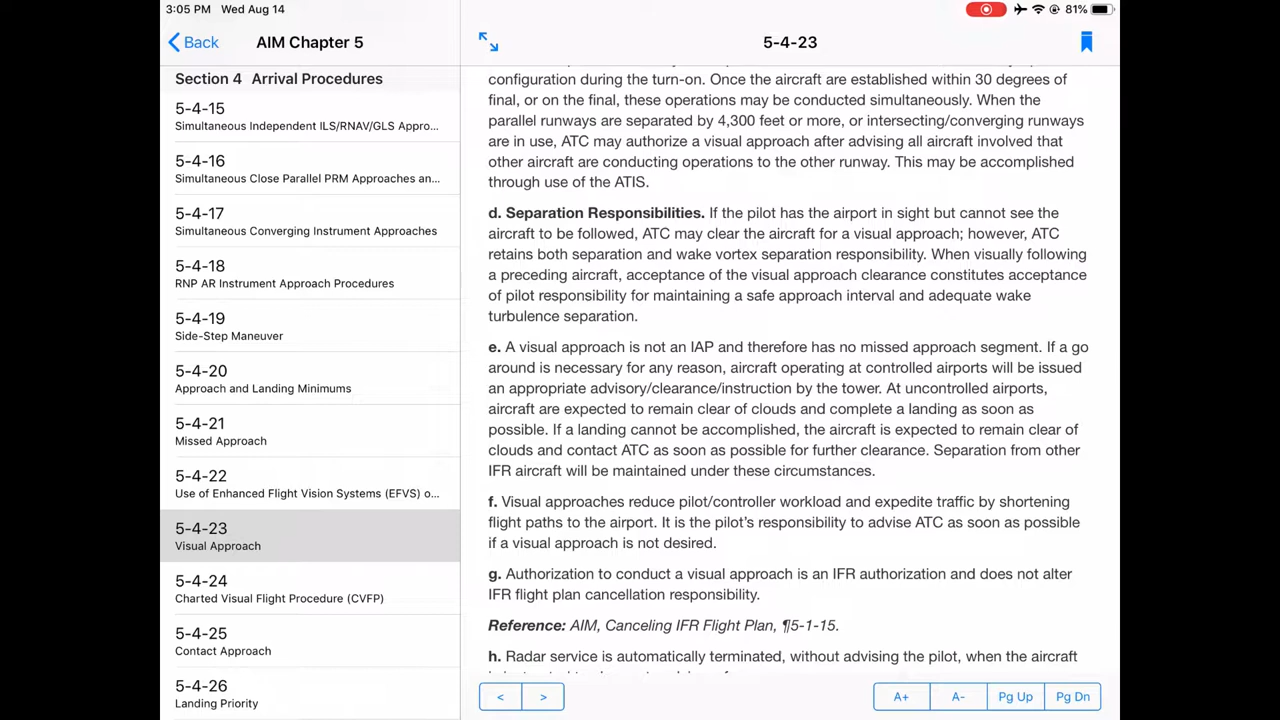 3:05 PM Wed Aug 14
81%
Back
AIM Chapter 5
5-4-23
Section 4 Arrival Procedures
5-4-15
Simultaneous Independent ILS/RNAV/GLS Appro...
5-4-16
Simultaneous Close Parallel PRM Approaches an...
5-4-17
Simultaneous Converging Instrument Approaches
5-4-18
RNP AR Instrument Approach Procedures
5-4-19
Side-Step Maneuver
5-4-20
Approach and Landing Minimums
5-4-21
Missed Approach
5-4-22
Use of Enhanced Flight Vision Systems (EFVS) o...
5-4-23
Visual Approach
5-4-24
Charted Visual Flight Procedure (CVFP)
5-4-25
Contact Approach
5-4-26
Landing Priority
configuration during the turn-on. Once the aircraft are established within 30 degrees of
final, or on the final, these operations may be conducted simultaneously. When the
parallel runways are separated by 4,300 feet or more, or intersecting/converging runways
are in use, ATC may authorize a visual approach after advising all aircraft involved that
other aircraft are conducting operations to the other runway. This may be accomplished
through use of the ATIS.
d. Separation Responsibilities. If the pilot has the airport in sight but cannot see the
aircraft to be followed, ATC may clear the aircraft for a visual approach; however, ATC
retains both separation and wake vortex separation responsibility. When visually following
a preceding aircraft, acceptance of the visual approach clearance constitutes acceptance
of pilot responsibility for maintaining a safe approach interval and adequate wake
turbulence separation.
e. A visual approach is not an IAP and therefore has no missed approach segment. If a go
around is necessary for any reason, aircraft operating at controlled airports will be issued
an appropriate advisory/clearance/instruction by the tower. At uncontrolled airports,
aircraft are expected to remain clear of clouds and complete a landing as soon as
possible. If a landing cannot be accomplished, the aircraft is expected to remain clear of
clouds and contact ATC as soon as possible for further clearance. Separation from other
IFR aircraft will be maintained under these circumstances.
f. Visual approaches reduce pilot/controller workload and expedite traffic by shortening
flight paths to the airport. It is the pilot's responsibility to advise ATC as soon as possible
if a visual approach is not desired.
g. Authorization to conduct a visual approach is an IFR authorization and does not alter
IFR flight plan cancellation responsibility.
Reference: AIM, Canceling IFR Flight Plan, ¶5-1-15.
h. Radar service is automatically terminated, without advising the pilot, when the aircraft
< > A+ A- Pg Up Pg Dn